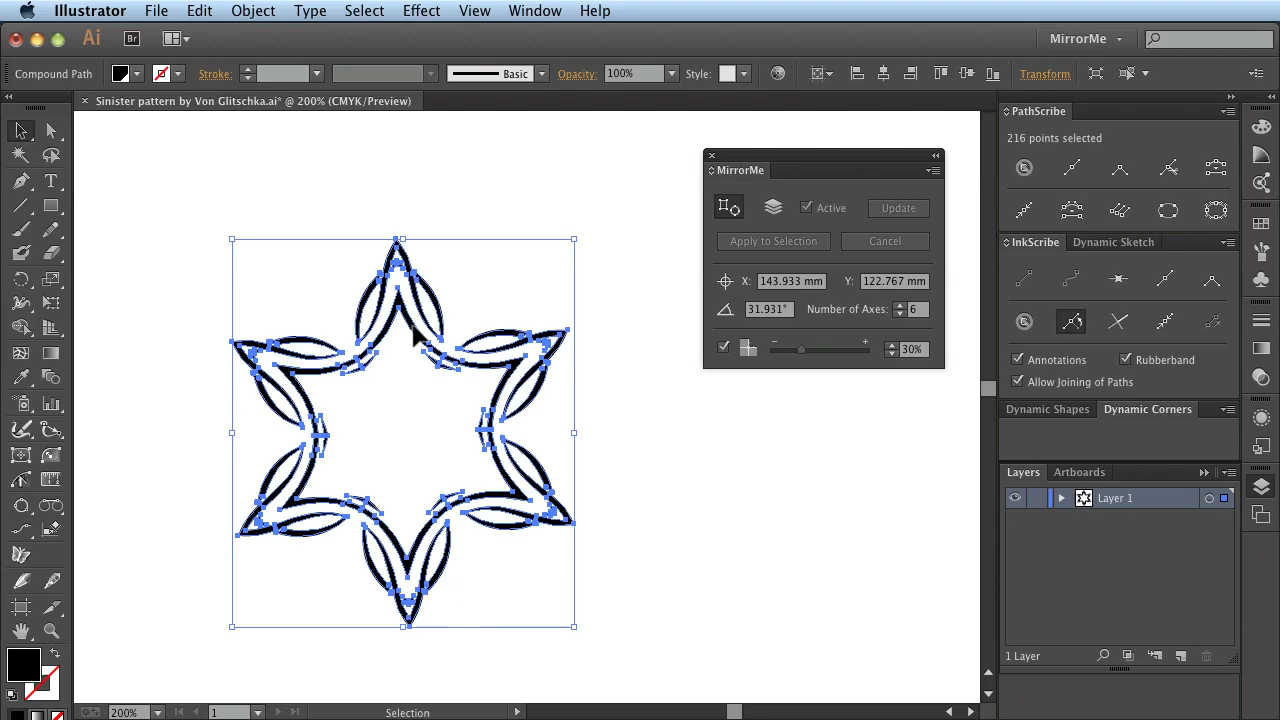 Illustrator File Edit Object Type Select Effect View Window Help
Ai Br MirrorMe
Compound Path Stroke: Basic Opacity: 100% Style: Transform
× Sinister pattern by Von Glitschka.ai* @ 200% (CMYK/Preview)
PathScribe
216 points selected
MirrorMe
Active Update
Apply to Selection Cancel
X: 143.933 mm Y: 122.767 mm
31.931° Number of Axes: 6
30%
InkScribe Dynamic Sketch
Annotations Rubberband
Allow Joining of Paths
Dynamic Shapes Dynamic Corners
Layers Artboards
Layer 1
1 Layer
200% 1 Selection